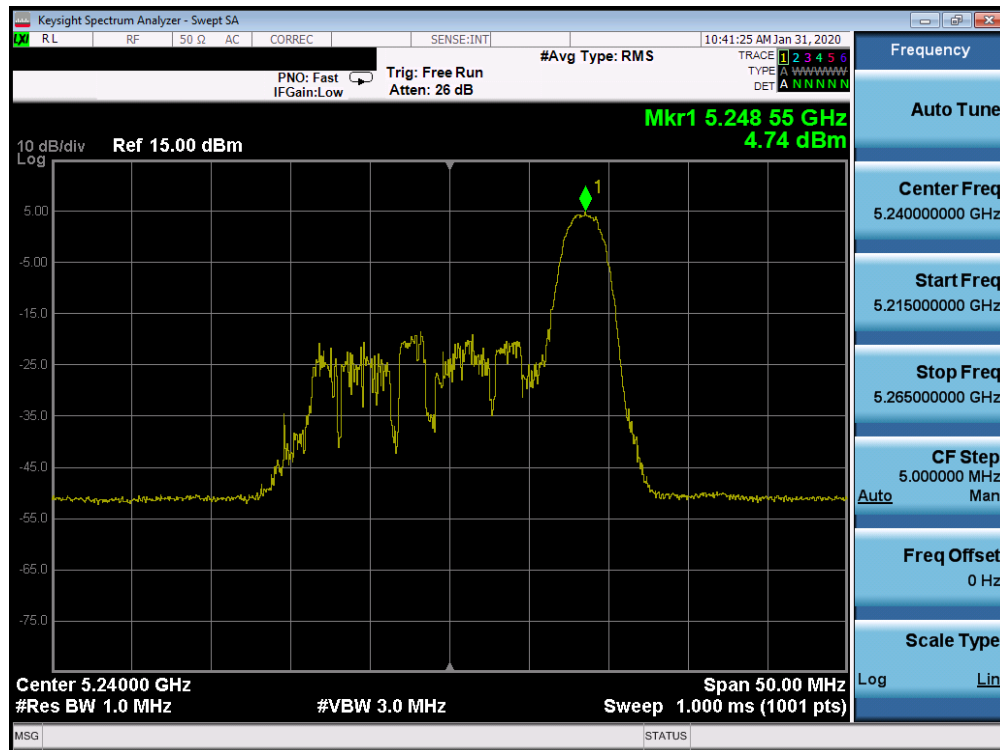 Keysight Spectrum Analyzer - Swept SA
LXI RL RF 50 Ω AC CORREC SENSE:INT 10:41:25 AM Jan 31, 2020
PNO: Fast
IFGain:Low
Trig: Free Run
Atten: 26 dB
#Avg Type: RMS
TRACE 1 2 3 4 5 6
TYPE A WWWWW
DET A N N N N N
Mkr1 5.248 55 GHz
4.74 dBm
10 dB/div Ref 15.00 dBm
Log
1
5.00
-5.00
-15.0
-25.0
-35.0
-45.0
-55.0
-65.0
-75.0
Center 5.24000 GHz Span 50.00 MHz
#Res BW 1.0 MHz #VBW 3.0 MHz Sweep 1.000 ms (1001 pts)
MSG STATUS
Frequency
Auto Tune
Center Freq
5.240000000 GHz
Start Freq
5.215000000 GHz
Stop Freq
5.265000000 GHz
CF Step
5.000000 MHz
Auto Man
Freq Offset
0 Hz
Scale Type
Log Lin